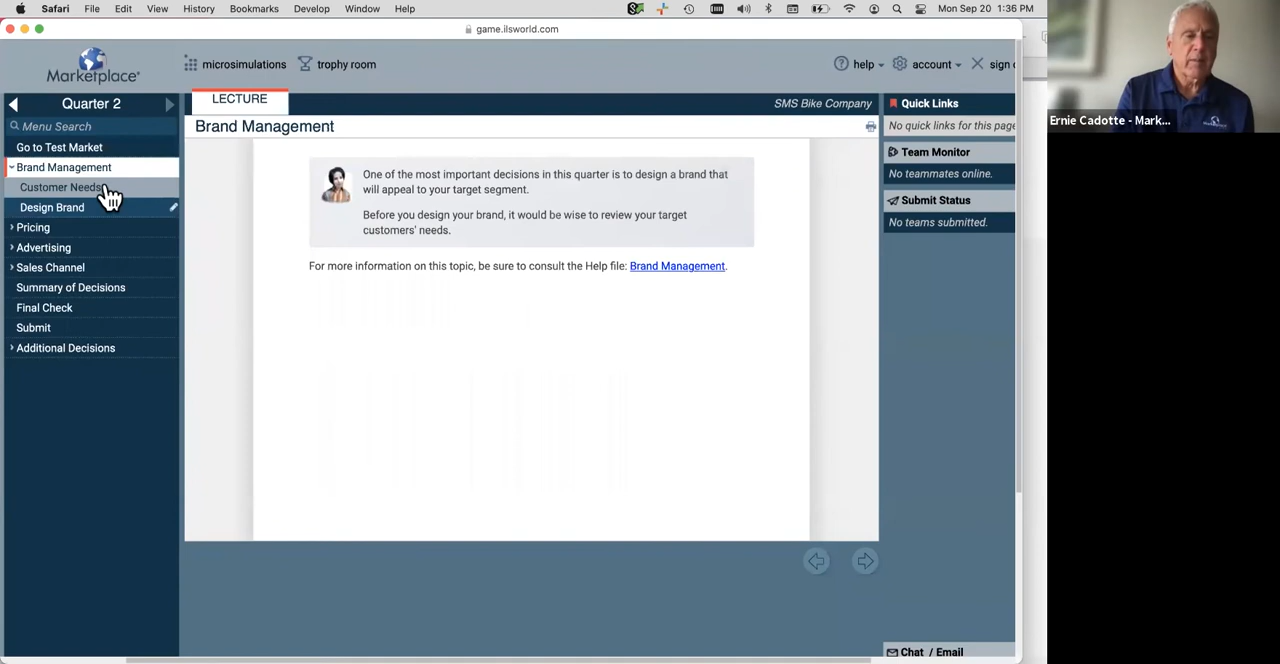 Safari File Edit View History Bookmarks Develop Window Help Mon Sep 20 1:36 PM
game.ilsworld.com
Marketplace
microsimulations trophy room help account sign
Quarter 2
Menu Search
Go to Test Market
Brand Management
Customer Needs
Design Brand
Pricing
Advertising
Sales Channel
Summary of Decisions
Final Check
Submit
Additional Decisions
LECTURE
SMS Bike Company
Brand Management
One of the most important decisions in this quarter is to design a brand that
will appeal to your target segment.
Before you design your brand, it would be wise to review your target
customers' needs.
For more information on this topic, be sure to consult the Help file: Brand Management.
Quick Links
No quick links for this page
Team Monitor
No teammates online.
Submit Status
No teams submitted.
Chat / Email
Ernie Cadotte - Mark...